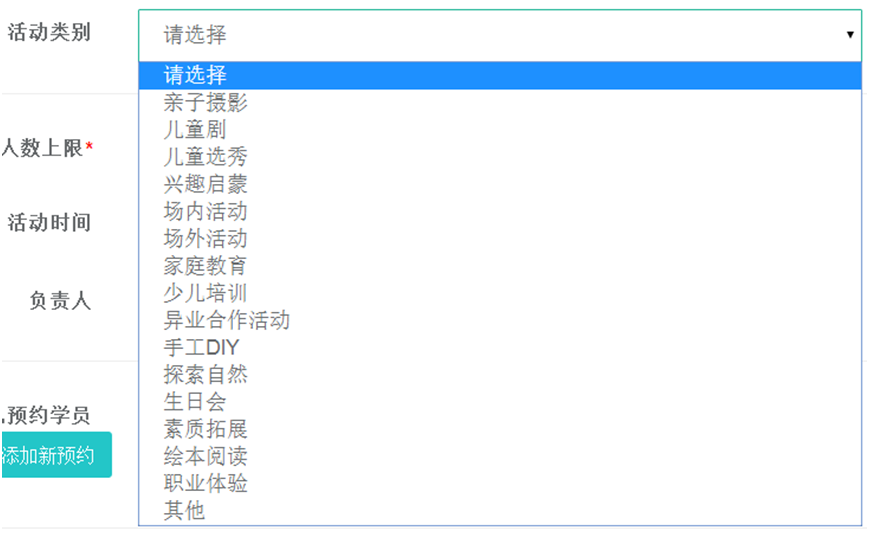 活动类别
请选择
请选择
亲子摄影
儿童剧
儿童选秀
兴趣启蒙
场内活动
场外活动
家庭教育
少儿培训
异业合作活动
手工DIY
探索自然
生日会
素质拓展
绘本阅读
职业体验
其他
人数上限*
活动时间
负责人
预约学员
添加新预约